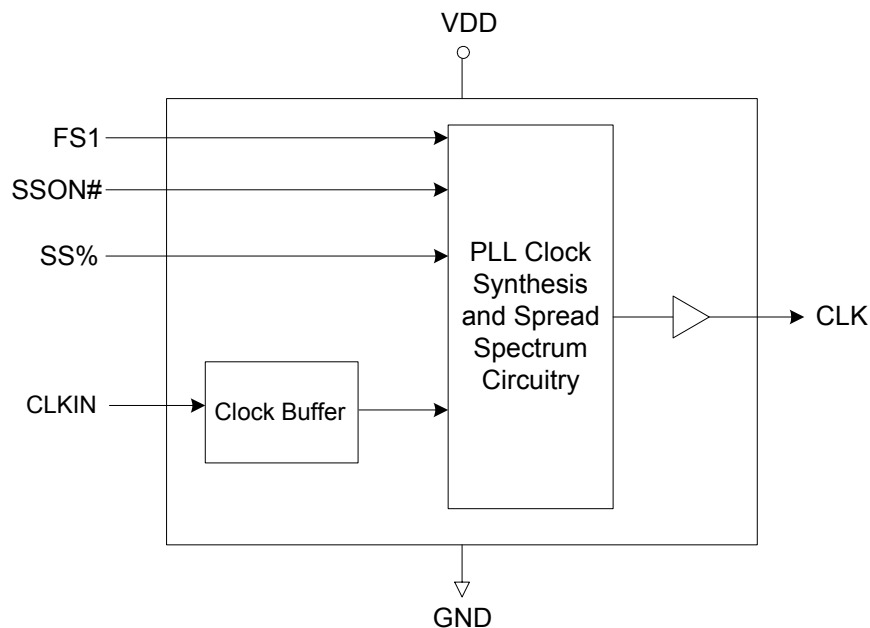 VDD
FS1
SSON#
SS%
PLL Clock
Synthesis
and Spread
Spectrum
Circuitry
CLK
CLKIN
Clock Buffer
GND